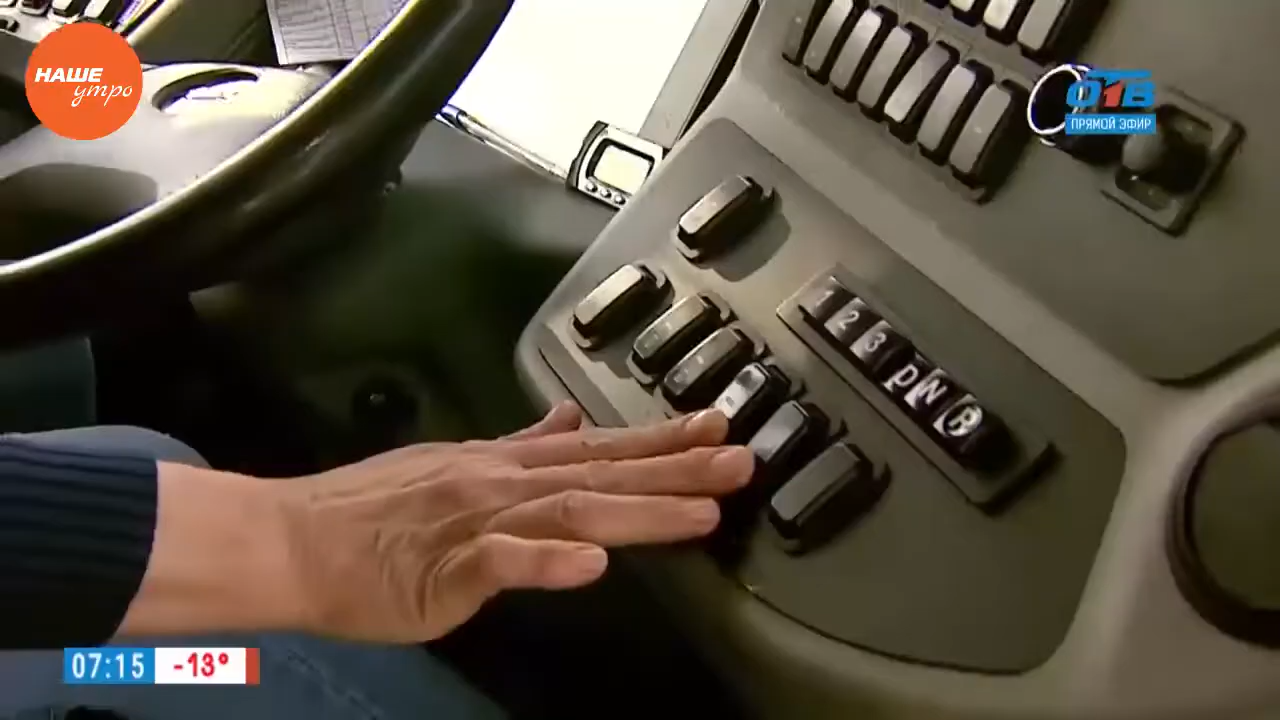 НАШЕ
утро
ОТВ
ПРЯМОЙ ЭФИР
1 2 3 D N R
07:15 -13°